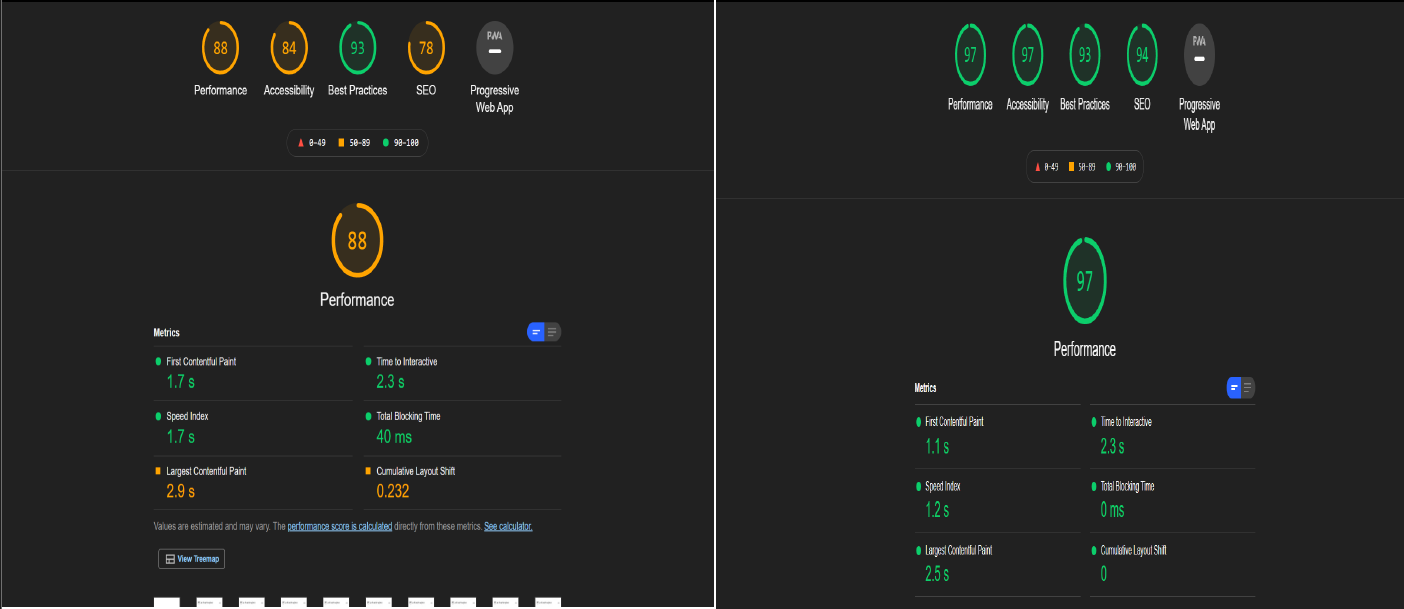 88 84 93 78 PWA
Performance Accessibility Best Practices SEO Progressive
Web App
0–49 50–89 90–100
88
Performance
Metrics
First Contentful Paint Time to Interactive
1.7 s 2.3 s
Speed Index Total Blocking Time
1.7 s 40 ms
Largest Contentful Paint Cumulative Layout Shift
2.9 s 0.232
Values are estimated and may vary. The performance score is calculated directly from these metrics. See calculator.
View Treemap
97 97 93 94 PWA
Performance Accessibility Best Practices SEO Progressive
Web App
0–49 50–89 90–100
97
Performance
Metrics
First Contentful Paint Time to Interactive
1.1 s 2.3 s
Speed Index Total Blocking Time
1.2 s 0 ms
Largest Contentful Paint Cumulative Layout Shift
2.5 s 0